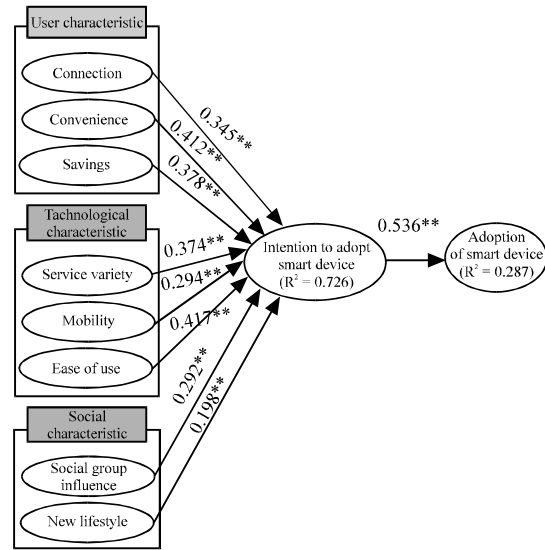 User characteristic
Connection
Convenience
Savings
0.345**
0.412**
0.378**
Tachnological
characteristic
Service variety
Mobility
Ease of use
0.374**
0.294**
0.417**
Intention to adopt
smart device
(R² = 0.726)
0.536**
Adoption
of smart device
(R² = 0.287)
Social
characteristic
Social group
influence
New lifestyle
0.292**
0.198**